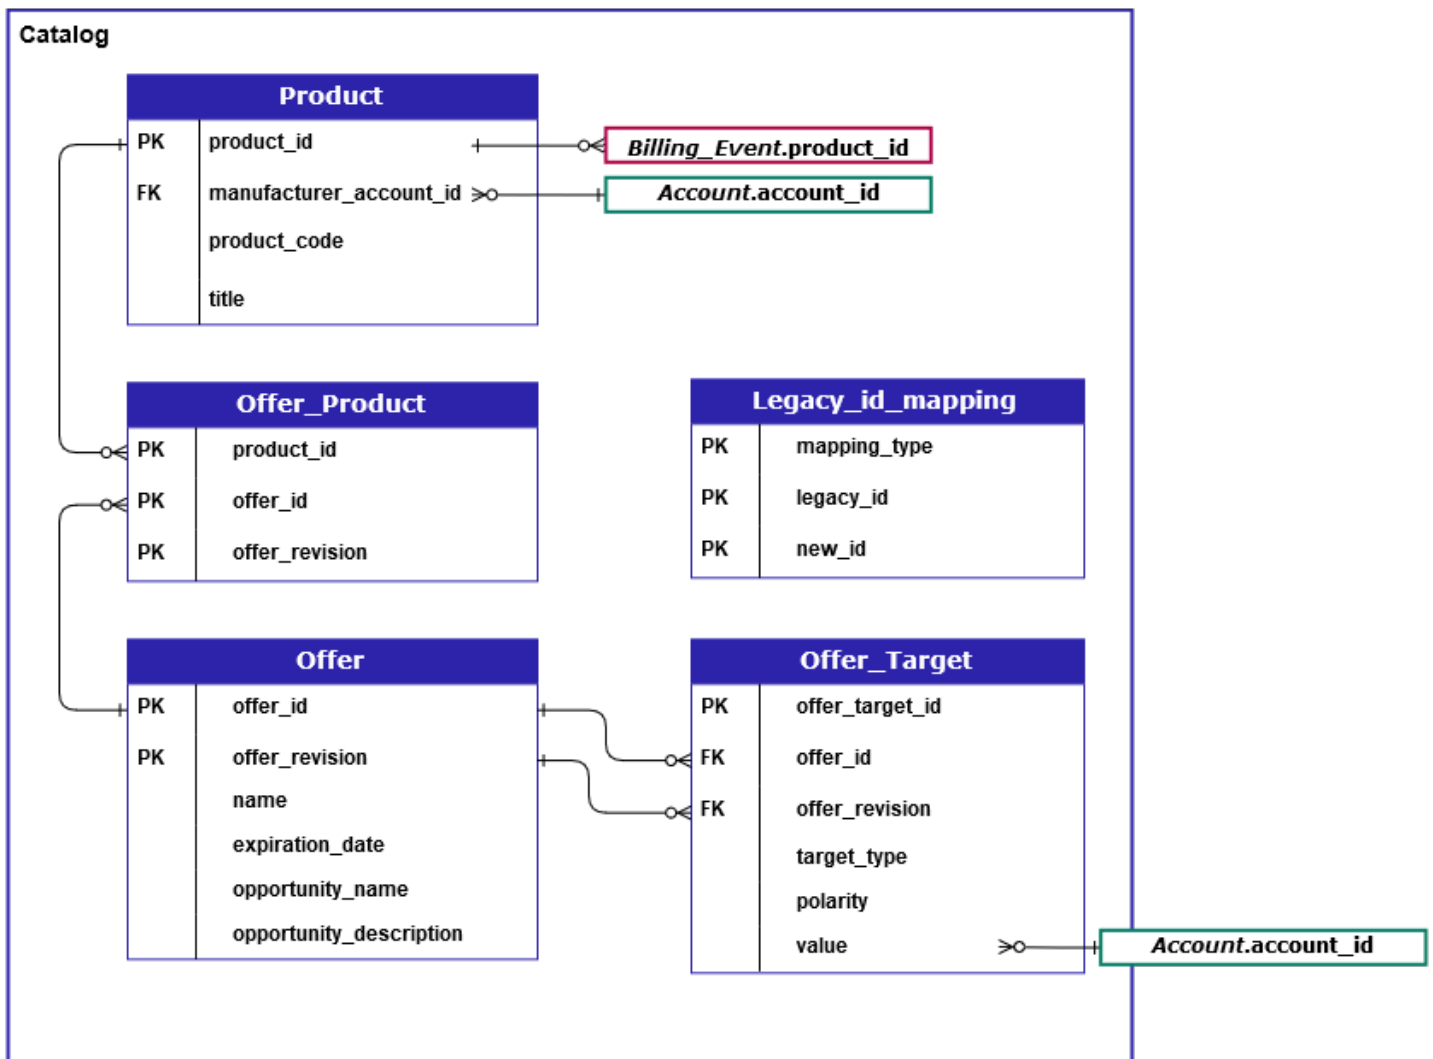 Catalog
Product
PK product_id
Billing_Event.product_id
FK manufacturer_account_id
Account.account_id
product_code
title
Offer_Product
PK product_id
PK offer_id
PK offer_revision
Legacy_id_mapping
PK mapping_type
PK legacy_id
PK new_id
Offer
PK offer_id
PK offer_revision
name
expiration_date
opportunity_name
opportunity_description
Offer_Target
PK offer_target_id
FK offer_id
FK offer_revision
target_type
polarity
value
Account.account_id